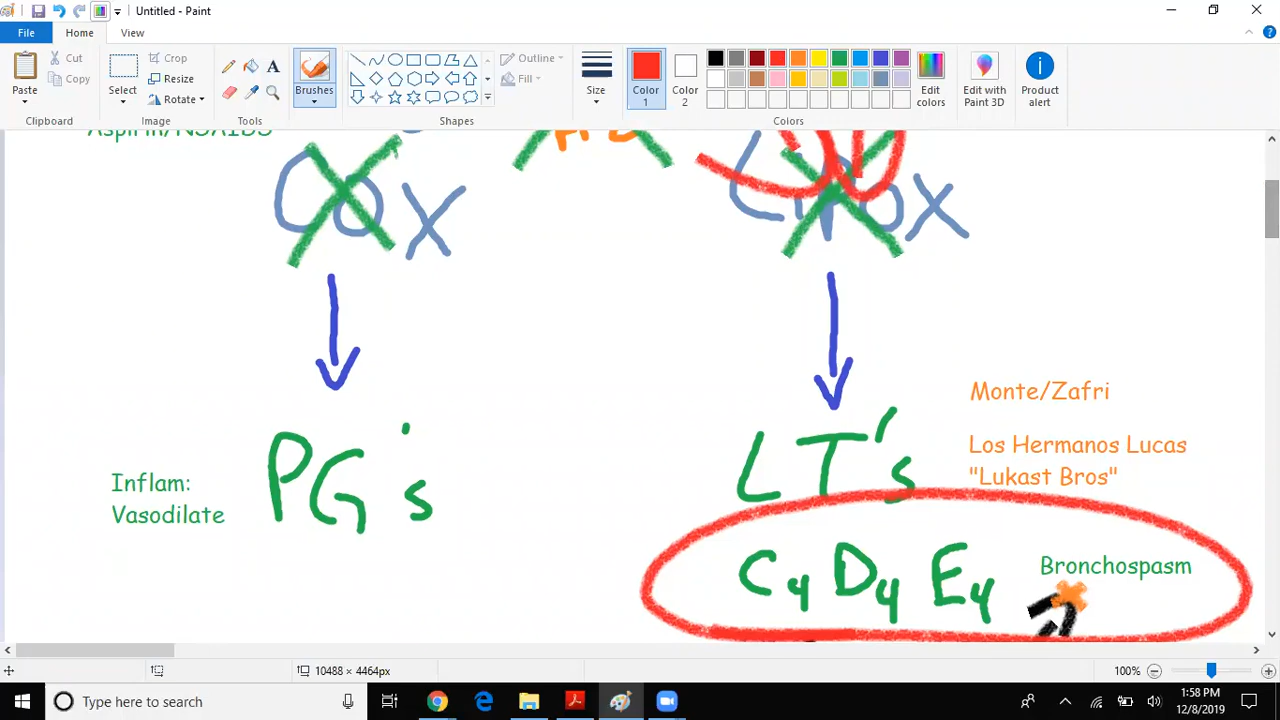 Untitled - Paint
File Home View
Paste
Cut
Copy
Clipboard
Select
Crop
Resize
Rotate
Image
A
Tools
Brushes
Outline
Fill
Shapes
Size
Color
1
Color
2
Edit
colors
Colors
Edit with
Paint 3D
Product
alert
Aspirin/NSAIDS
Cox
Lipox
Monte/Zafri
Los Hermanos Lucas
"Lukast Bros"
PG's
LT's
Inflam:
Vasodilate
C4 D4 E4
Bronchospasm
10488 × 4464px
100%
Type here to search
1:58 PM
12/8/2019